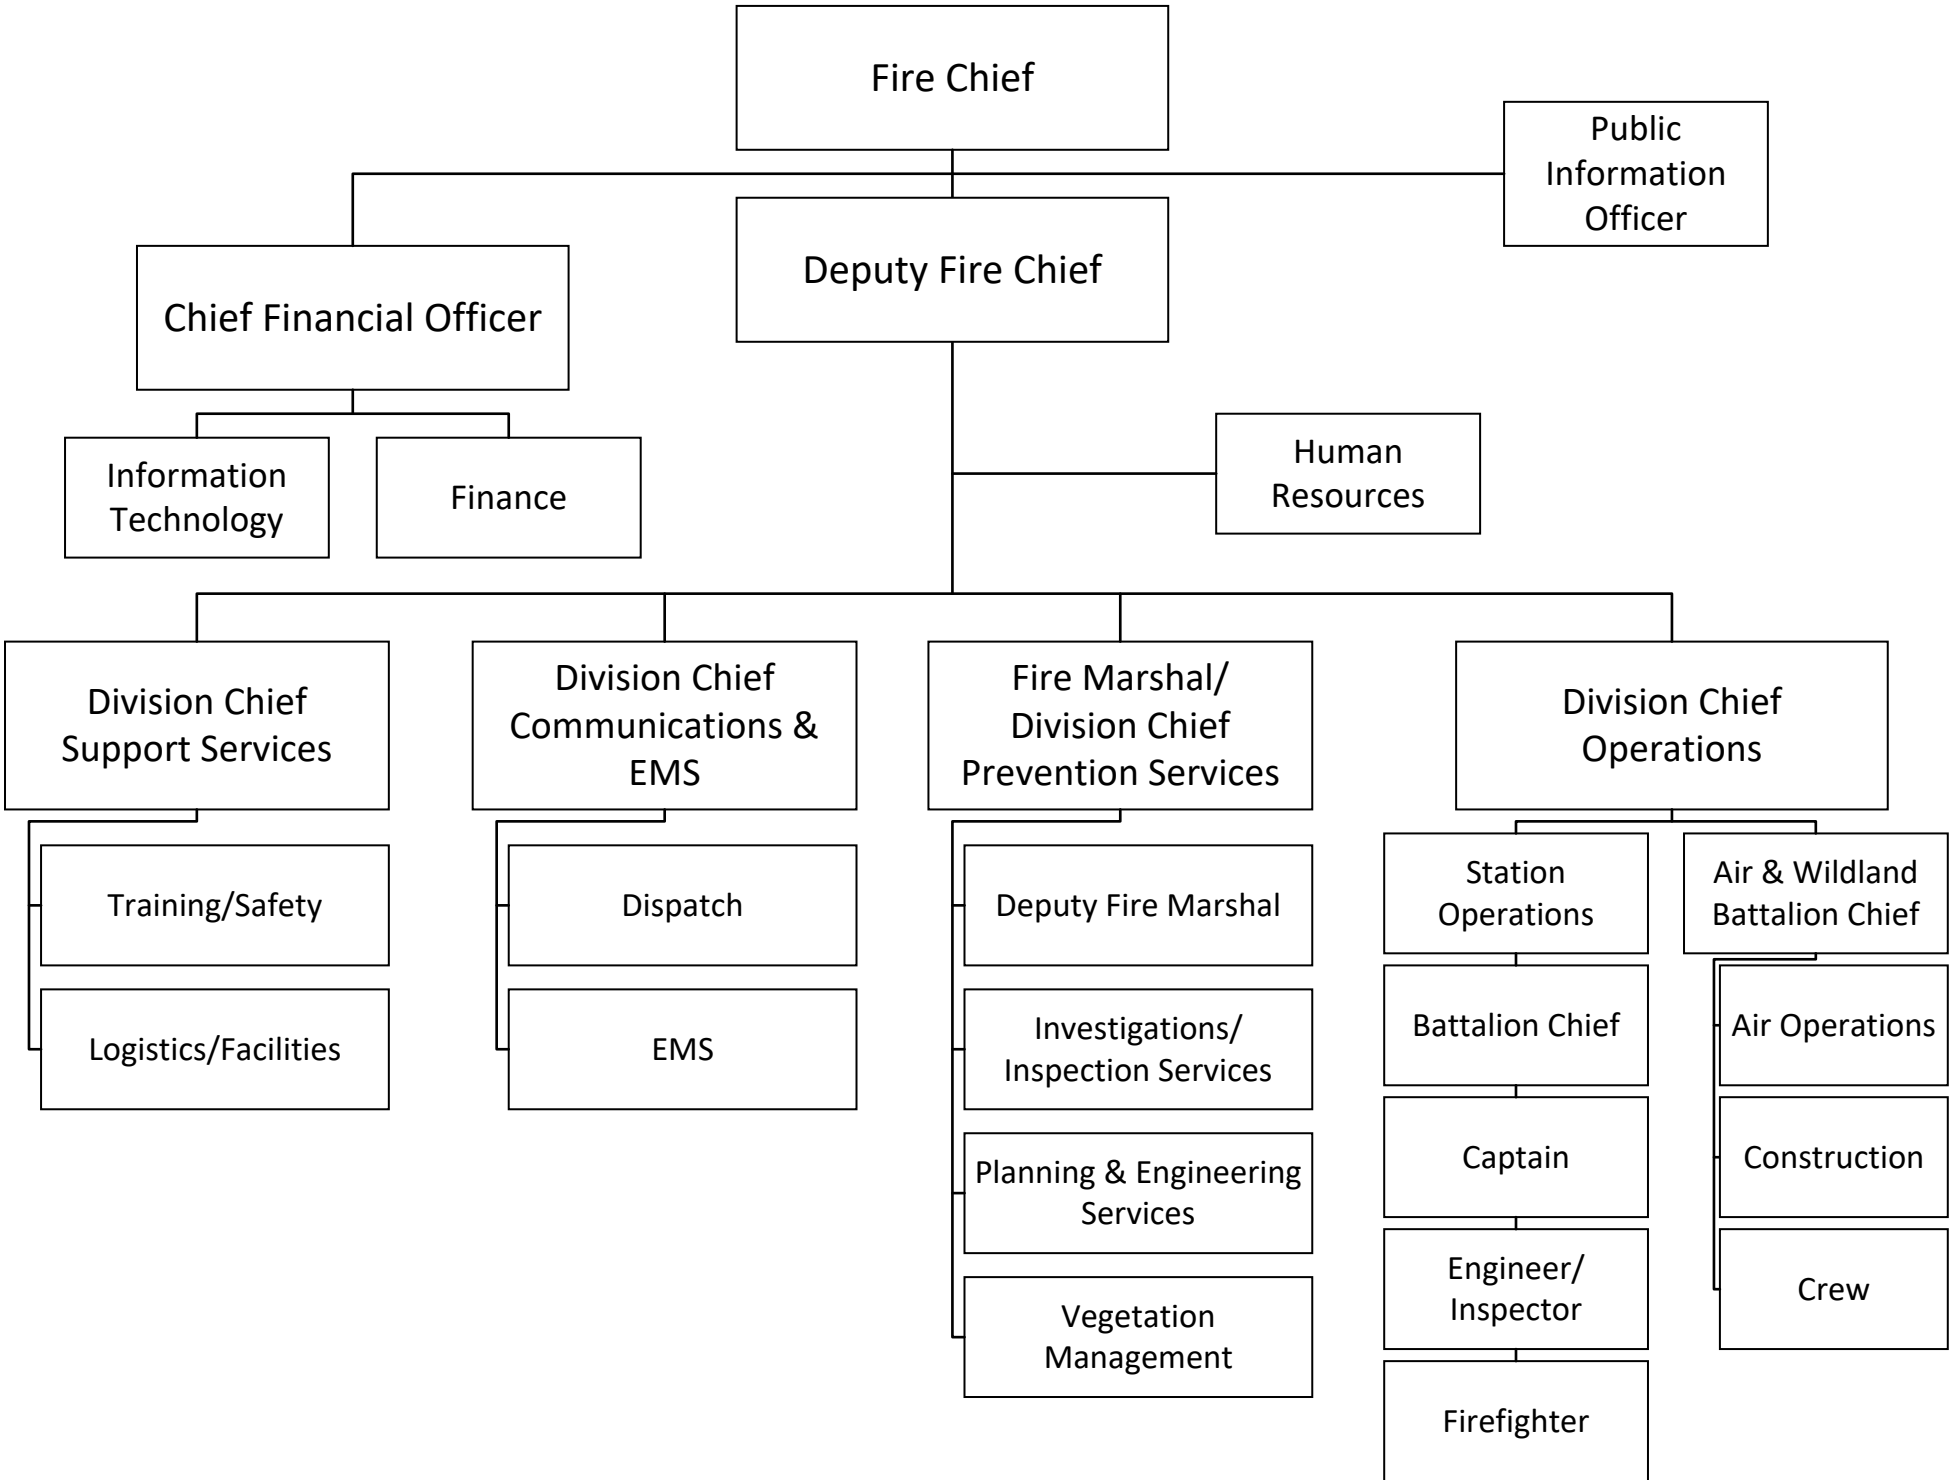 Fire Chief
Public
Information
Officer
Deputy Fire Chief
Chief Financial Officer
Information
Technology
Finance
Human
Resources
Division Chief
Support Services
Training/Safety
Logistics/Facilities
Division Chief
Communications &
EMS
Dispatch
EMS
Fire Marshal/
Division Chief
Prevention Services
Deputy Fire Marshal
Investigations/
Inspection Services
Planning & Engineering
Services
Vegetation
Management
Division Chief
Operations
Station
Operations
Battalion Chief
Captain
Engineer/
Inspector
Firefighter
Air & Wildland
Battalion Chief
Air Operations
Construction
Crew